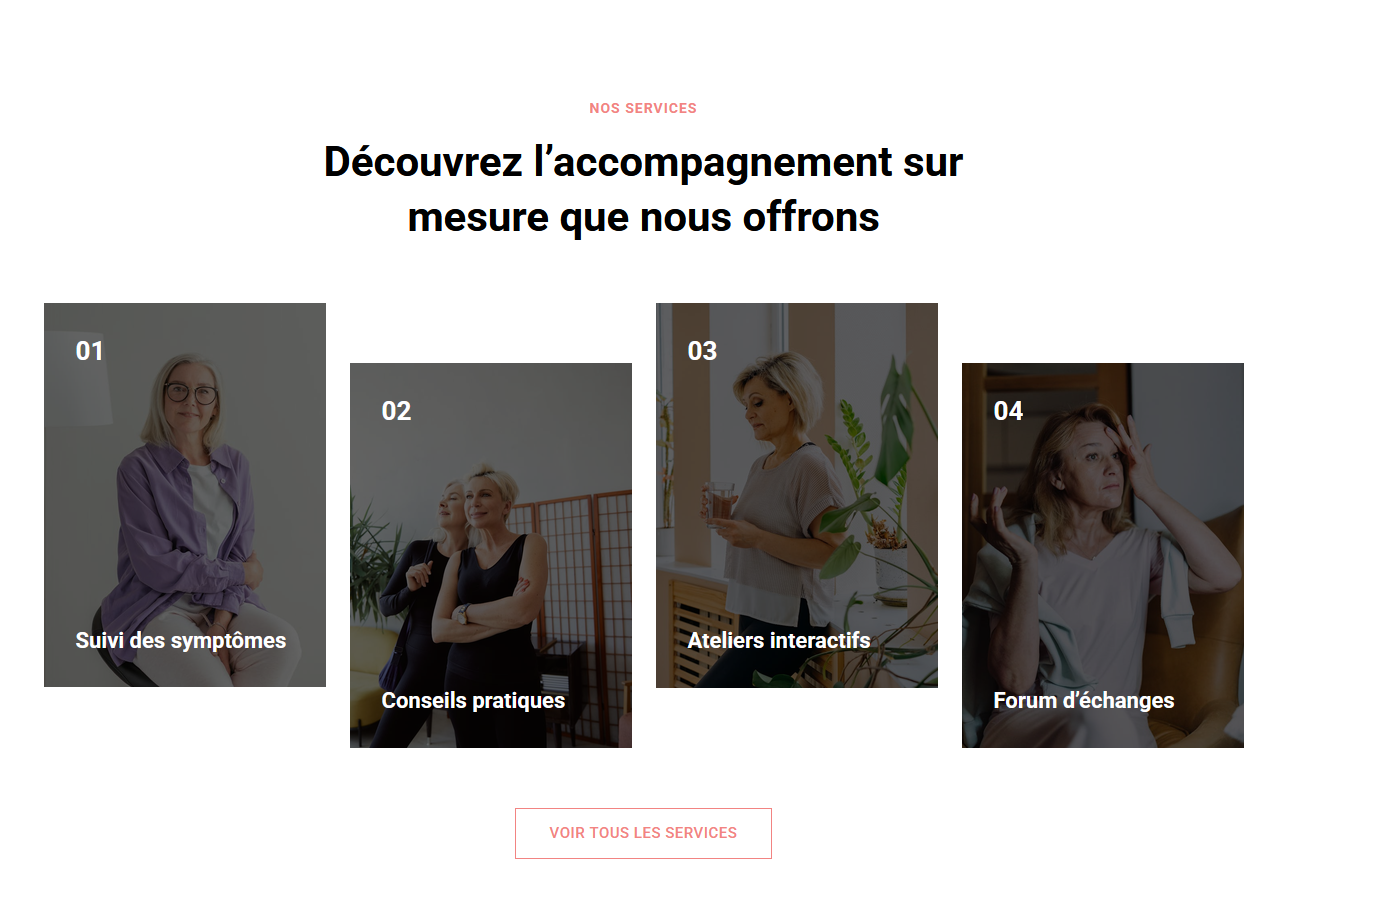 NOS SERVICES
Découvrez l’accompagnement sur
mesure que nous offrons
01
Suivi des symptômes
02
Conseils pratiques
03
Ateliers interactifs
04
Forum d’échanges
VOIR TOUS LES SERVICES